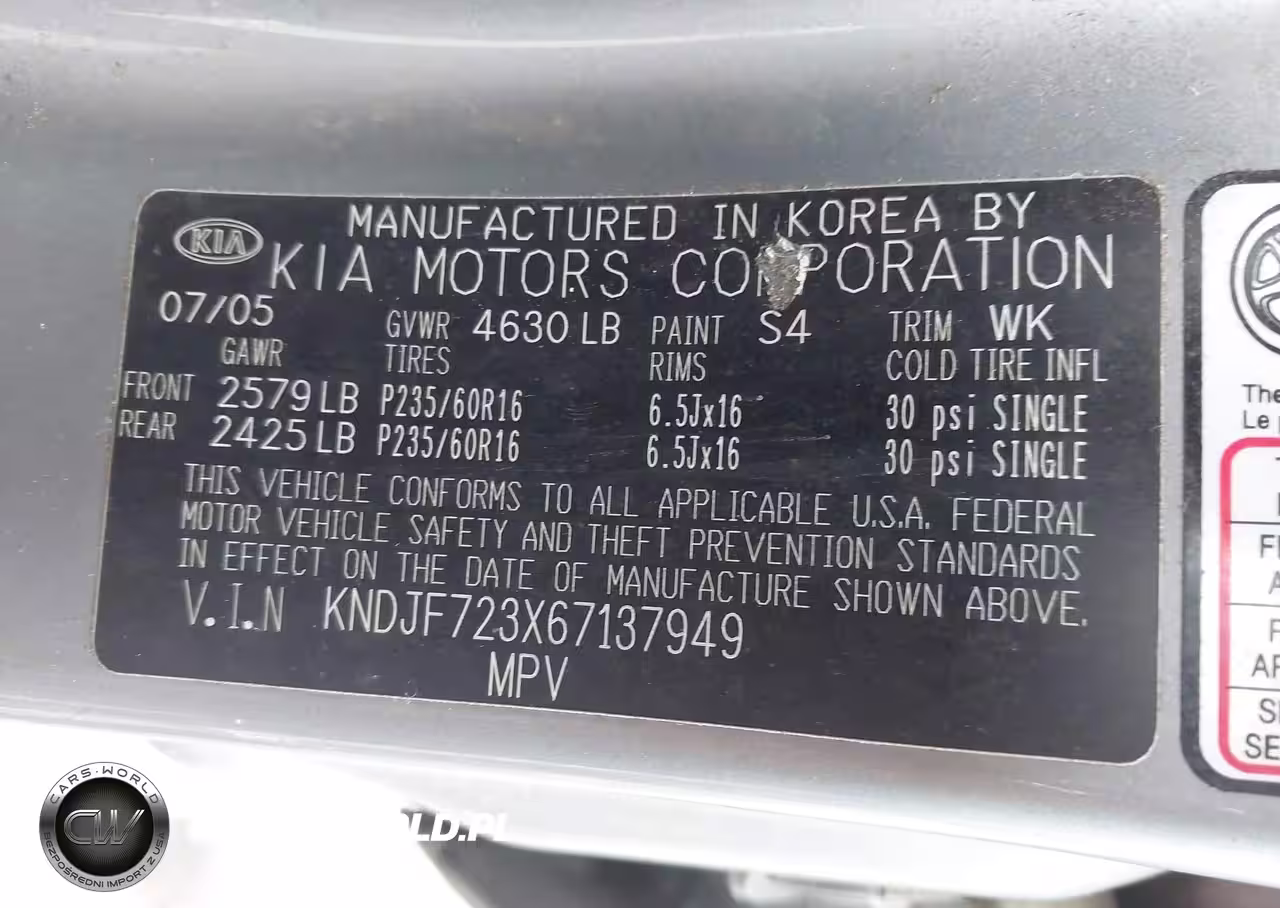 MANUFACTURED IN KOREA BY
KIA
KIA MOTORS CORPORATION
07/05 GVWR 4630 LB PAINT S4 TRIM WK
GAWR TIRES RIMS COLD TIRE INFL
FRONT 2579 LB P235/60R16 6.5Jx16 30 psi SINGLE
REAR 2425 LB P235/60R16 6.5Jx16 30 psi SINGLE
THIS VEHICLE CONFORMS TO ALL APPLICABLE U.S.A. FEDERAL
MOTOR VEHICLE SAFETY AND THEFT PREVENTION STANDARDS
IN EFFECT ON THE DATE OF MANUFACTURE SHOWN ABOVE.
V.I.N KNDJF723X67137949
MPV
The
Le
CARS-WORLD
CW
BEZPOŚREDNI IMPORT Z USA